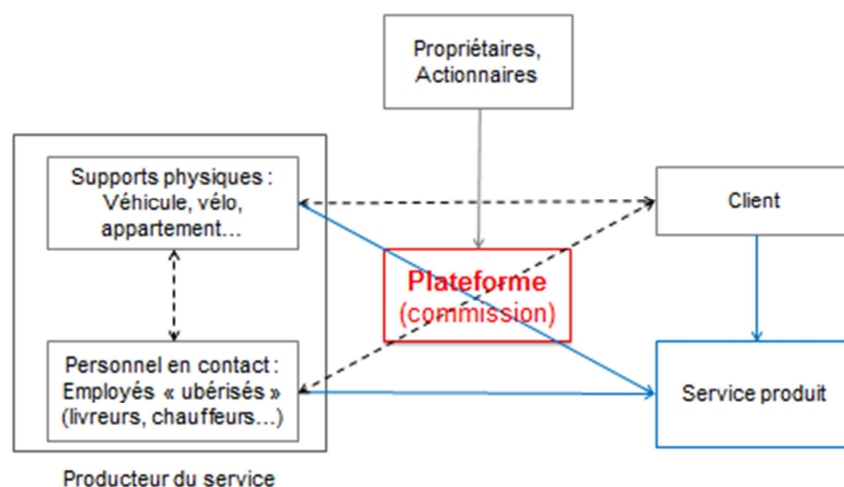 Propriétaires,
Actionnaires
Supports physiques :
Véhicule, vélo,
appartement…
Client
Plateforme
(commission)
Personnel en contact :
Employés « ubérisés »
(livreurs, chauffeurs…)
Service produit
Producteur du service